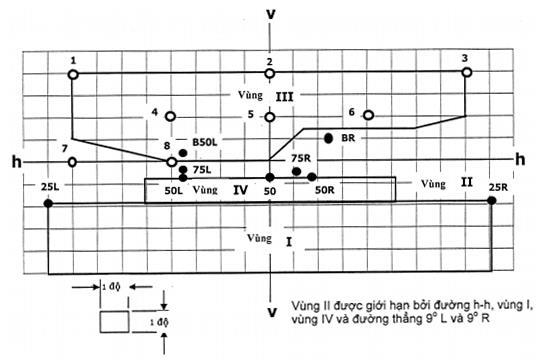 V
1 2 3
Vùng III
4 5 6
B50L BR
h 7 8 75L 75R h
25L 50L Vùng IV 50 50R Vùng II 25R
Vùng I
1 độ
1 độ
V
Vùng II được giới hạn bởi đường h-h, vùng I,
vùng IV và đường thẳng 9° L và 9° R